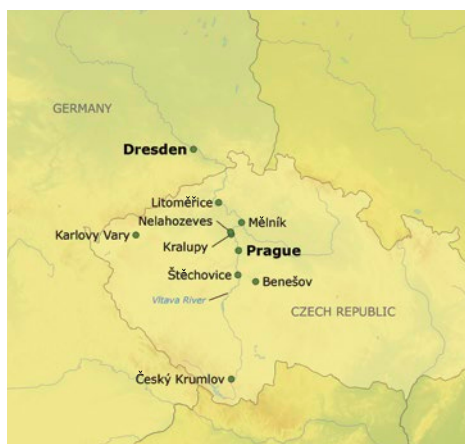 GERMANY
Dresden
Litoměřice
Nelahozeves
Mělník
Karlovy Vary
Kralupy
Prague
Štěchovice
Benešov
Vltava River
CZECH REPUBLIC
Český Krumlov